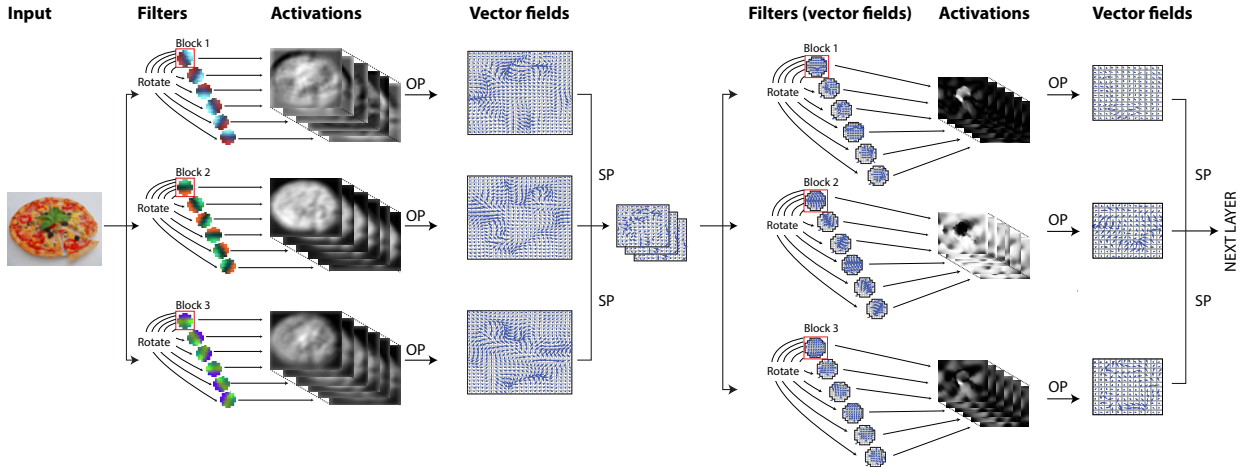 Input
Filters
Activations
Vector fields
Filters (vector fields)
Activations
Vector fields
Block 1
Rotate
OP
Block 2
Rotate
OP
Block 3
Rotate
OP
SP
SP
Block 1
Rotate
OP
Block 2
Rotate
OP
Block 3
Rotate
OP
SP
SP
NEXT LAYER